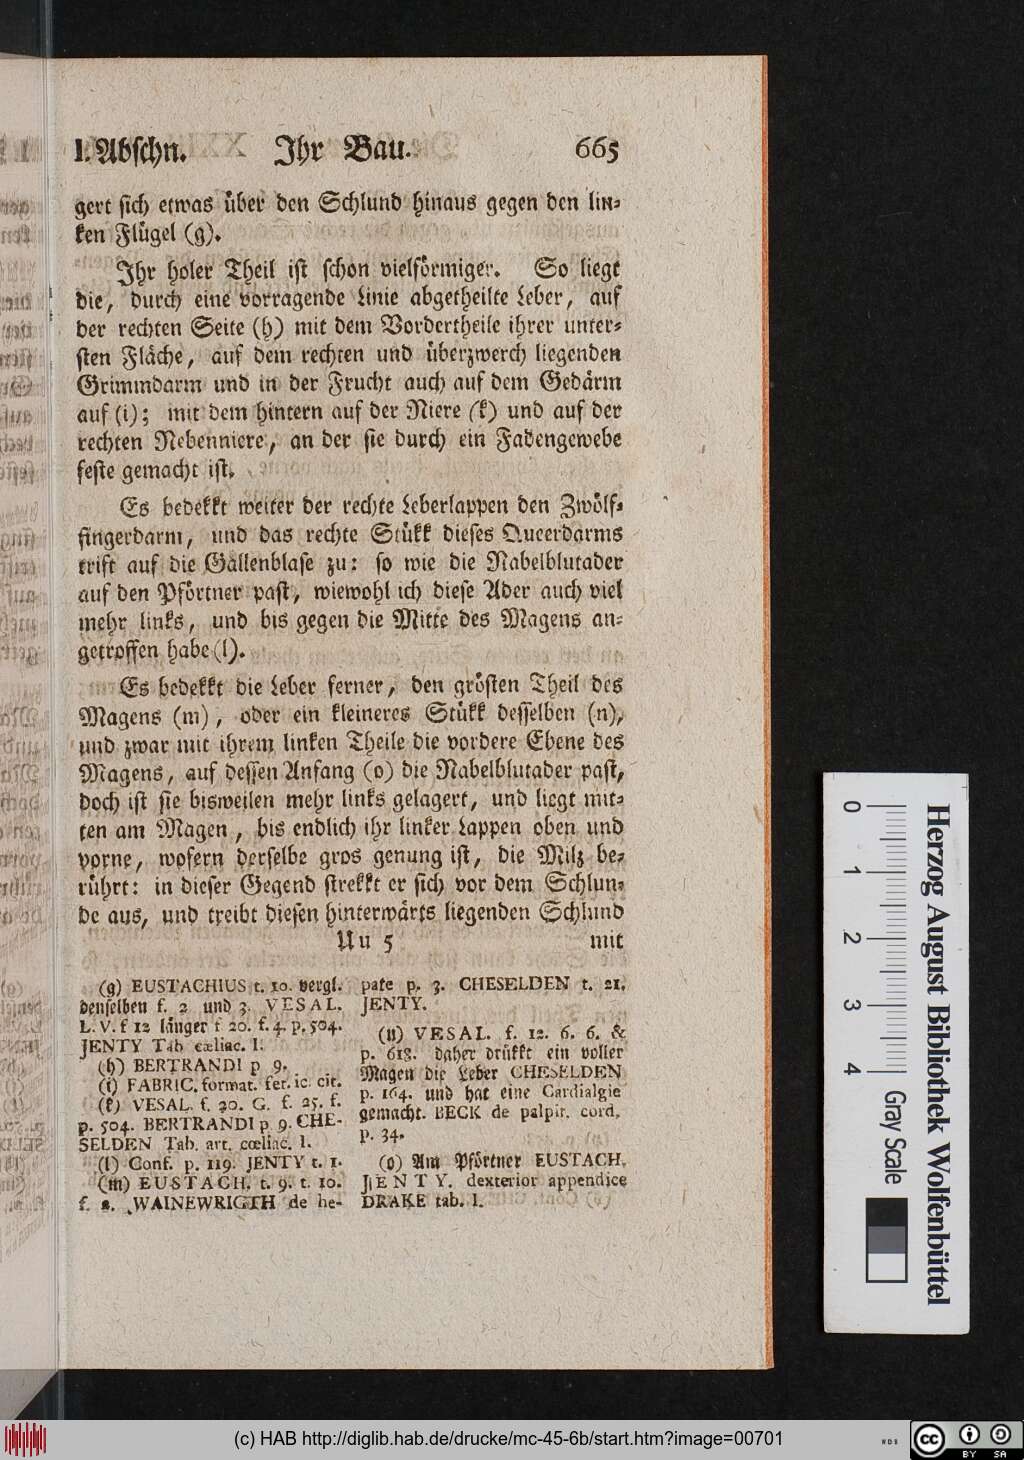 I. Abschn. Ihr Bau. 665
gert sich etwas über den Schlund hinaus gegen den lin-
ken Flügel (g).
Ihr holer Theil ist schon vielförmiger. So liegt
die, durch eine vorragende Linie abgetheilte Leber, auf
der rechten Seite (h) mit dem Vordertheile ihrer unter-
sten Fläche, auf dem rechten und überzwerch liegenden
Grimmdarm und in der Frucht auch auf dem Gedärm
auf (i); mit dem hintern auf der Niere (k) und auf der
rechten Nebenniere, an der sie durch ein Fadengewebe
feste gemacht ist.
Es bedekkt weiter der rechte Leberlappen den Zwölf-
fingerdarm, und das rechte Stükk dieses Queerdarms
trift auf die Gallenblase zu: so wie die Nabelblutader
auf den Pförtner past, wiewohl ich diese Ader auch viel
mehr links, und bis gegen die Mitte des Magens an-
getroffen habe (l).
Es bedekkt die Leber ferner, den grösten Theil des
Magens (m), oder ein kleineres Stükk desselben (n),
und zwar mit ihrem linken Theile die vordere Ebene des
Magens, auf dessen Anfang (o) die Nabelblutader past,
doch ist sie bisweilen mehr links gelagert, und liegt mit-
ten am Magen, bis endlich ihr linker Lappen oben und
vorne, wofern derselbe gros genung ist, die Milz be-
rührt: in dieser Gegend strekkt er sich vor dem Schlun-
de aus, und treibt diesen hinterwärts liegenden Schlund
Uu 5 mit
(g) EUSTACHIUS t. 10. vergl.
denselben f. 2 und 3. VESAL.
L. V. f 12 länger f 20. f. 4. p. 504.
JENTY Tab cæliac. I.
(h) BERTRANDI p 9.
(i) FABRIC. format. fet. ic. cit.
(k) VESAL. f. 20. G. f. 25. f.
p. 504. BERTRANDI p. 9. CHE-
SELDEN Tab. art. cœliac. I.
(l) Conf. p. 119. JENTY t. 1.
(m) EUSTACH. t. 9. t. 10.
f. 2. WAINEWRIGTH de he-
pate p. 3. CHESELDEN t. 21.
JENTY.
(n) VESAL. f. 12. 6. 6. &
p. 618. daher drükkt ein voller
Magen die Leber CHESELDEN
p. 164. und hat eine Cardialgie
gemacht. BECK de palpit. cord.
p. 34.
(o) Am Pförtner EUSTACH.
JENTY. dexterior appendice
DRAKE tab. I.
0 1 2 3 4 Gray Scale
Herzog August Bibliothek Wolfenbüttel
(c) HAB http://diglib.hab.de/drucke/mc-45-6b/start.htm?image=00701
cc BY SA